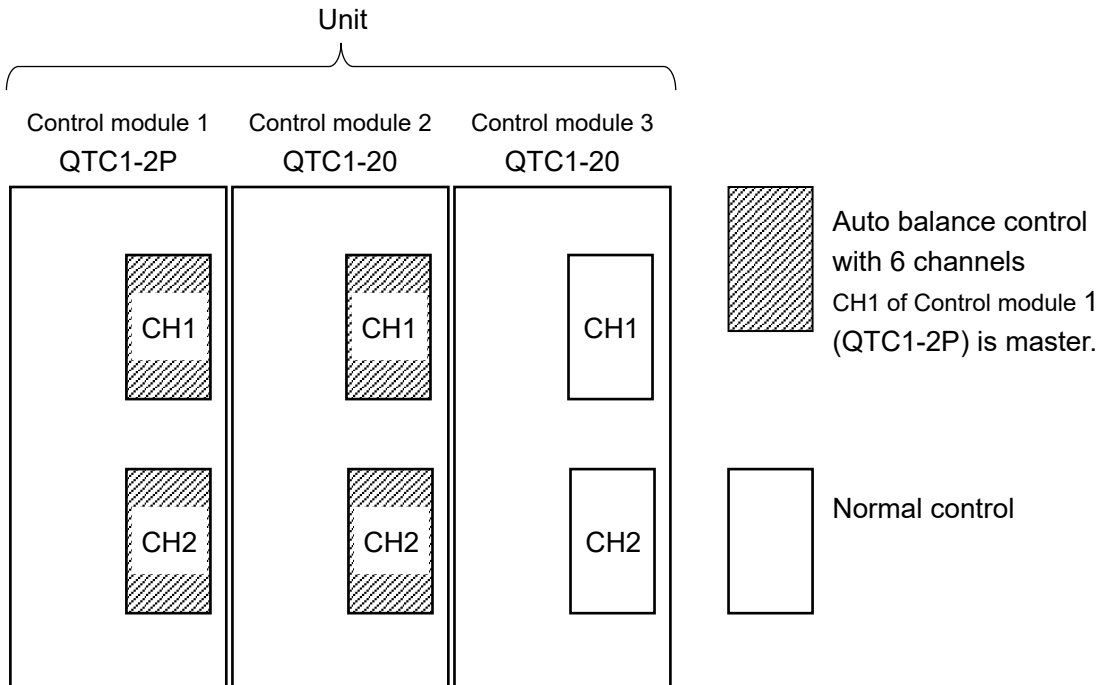 Unit
Control module 1 Control module 2 Control module 3
QTC1-2P QTC1-20 QTC1-20
CH1 CH1 CH1
Auto balance control
with 6 channels
CH1 of Control module 1
(QTC1-2P) is master.
CH2 CH2 CH2
Normal control